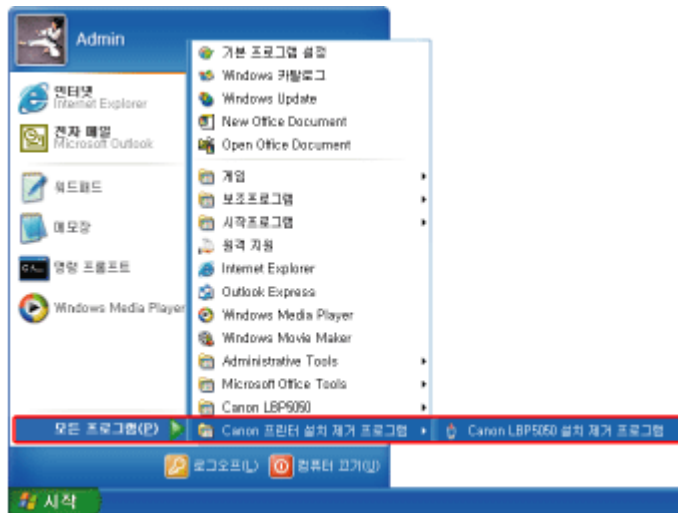 Admin
인터넷
Internet Explorer
전자 메일
Microsoft Outlook
워드패드
메모장
명령 프롬프트
Windows Media Player
모든 프로그램(P)
기본 프로그램 설정
Windows 카탈로그
Windows Update
New Office Document
Open Office Document
게임
보조프로그램
시작프로그램
원격 지원
Internet Explorer
Outlook Express
Windows Media Player
Windows Movie Maker
Administrative Tools
Microsoft Office Tools
Canon LBP5050
Canon 프린터 설치 제거 프로그램
Canon LBP5050 설치 제거 프로그램
로그오프(L)
컴퓨터 끄기(U)
시작